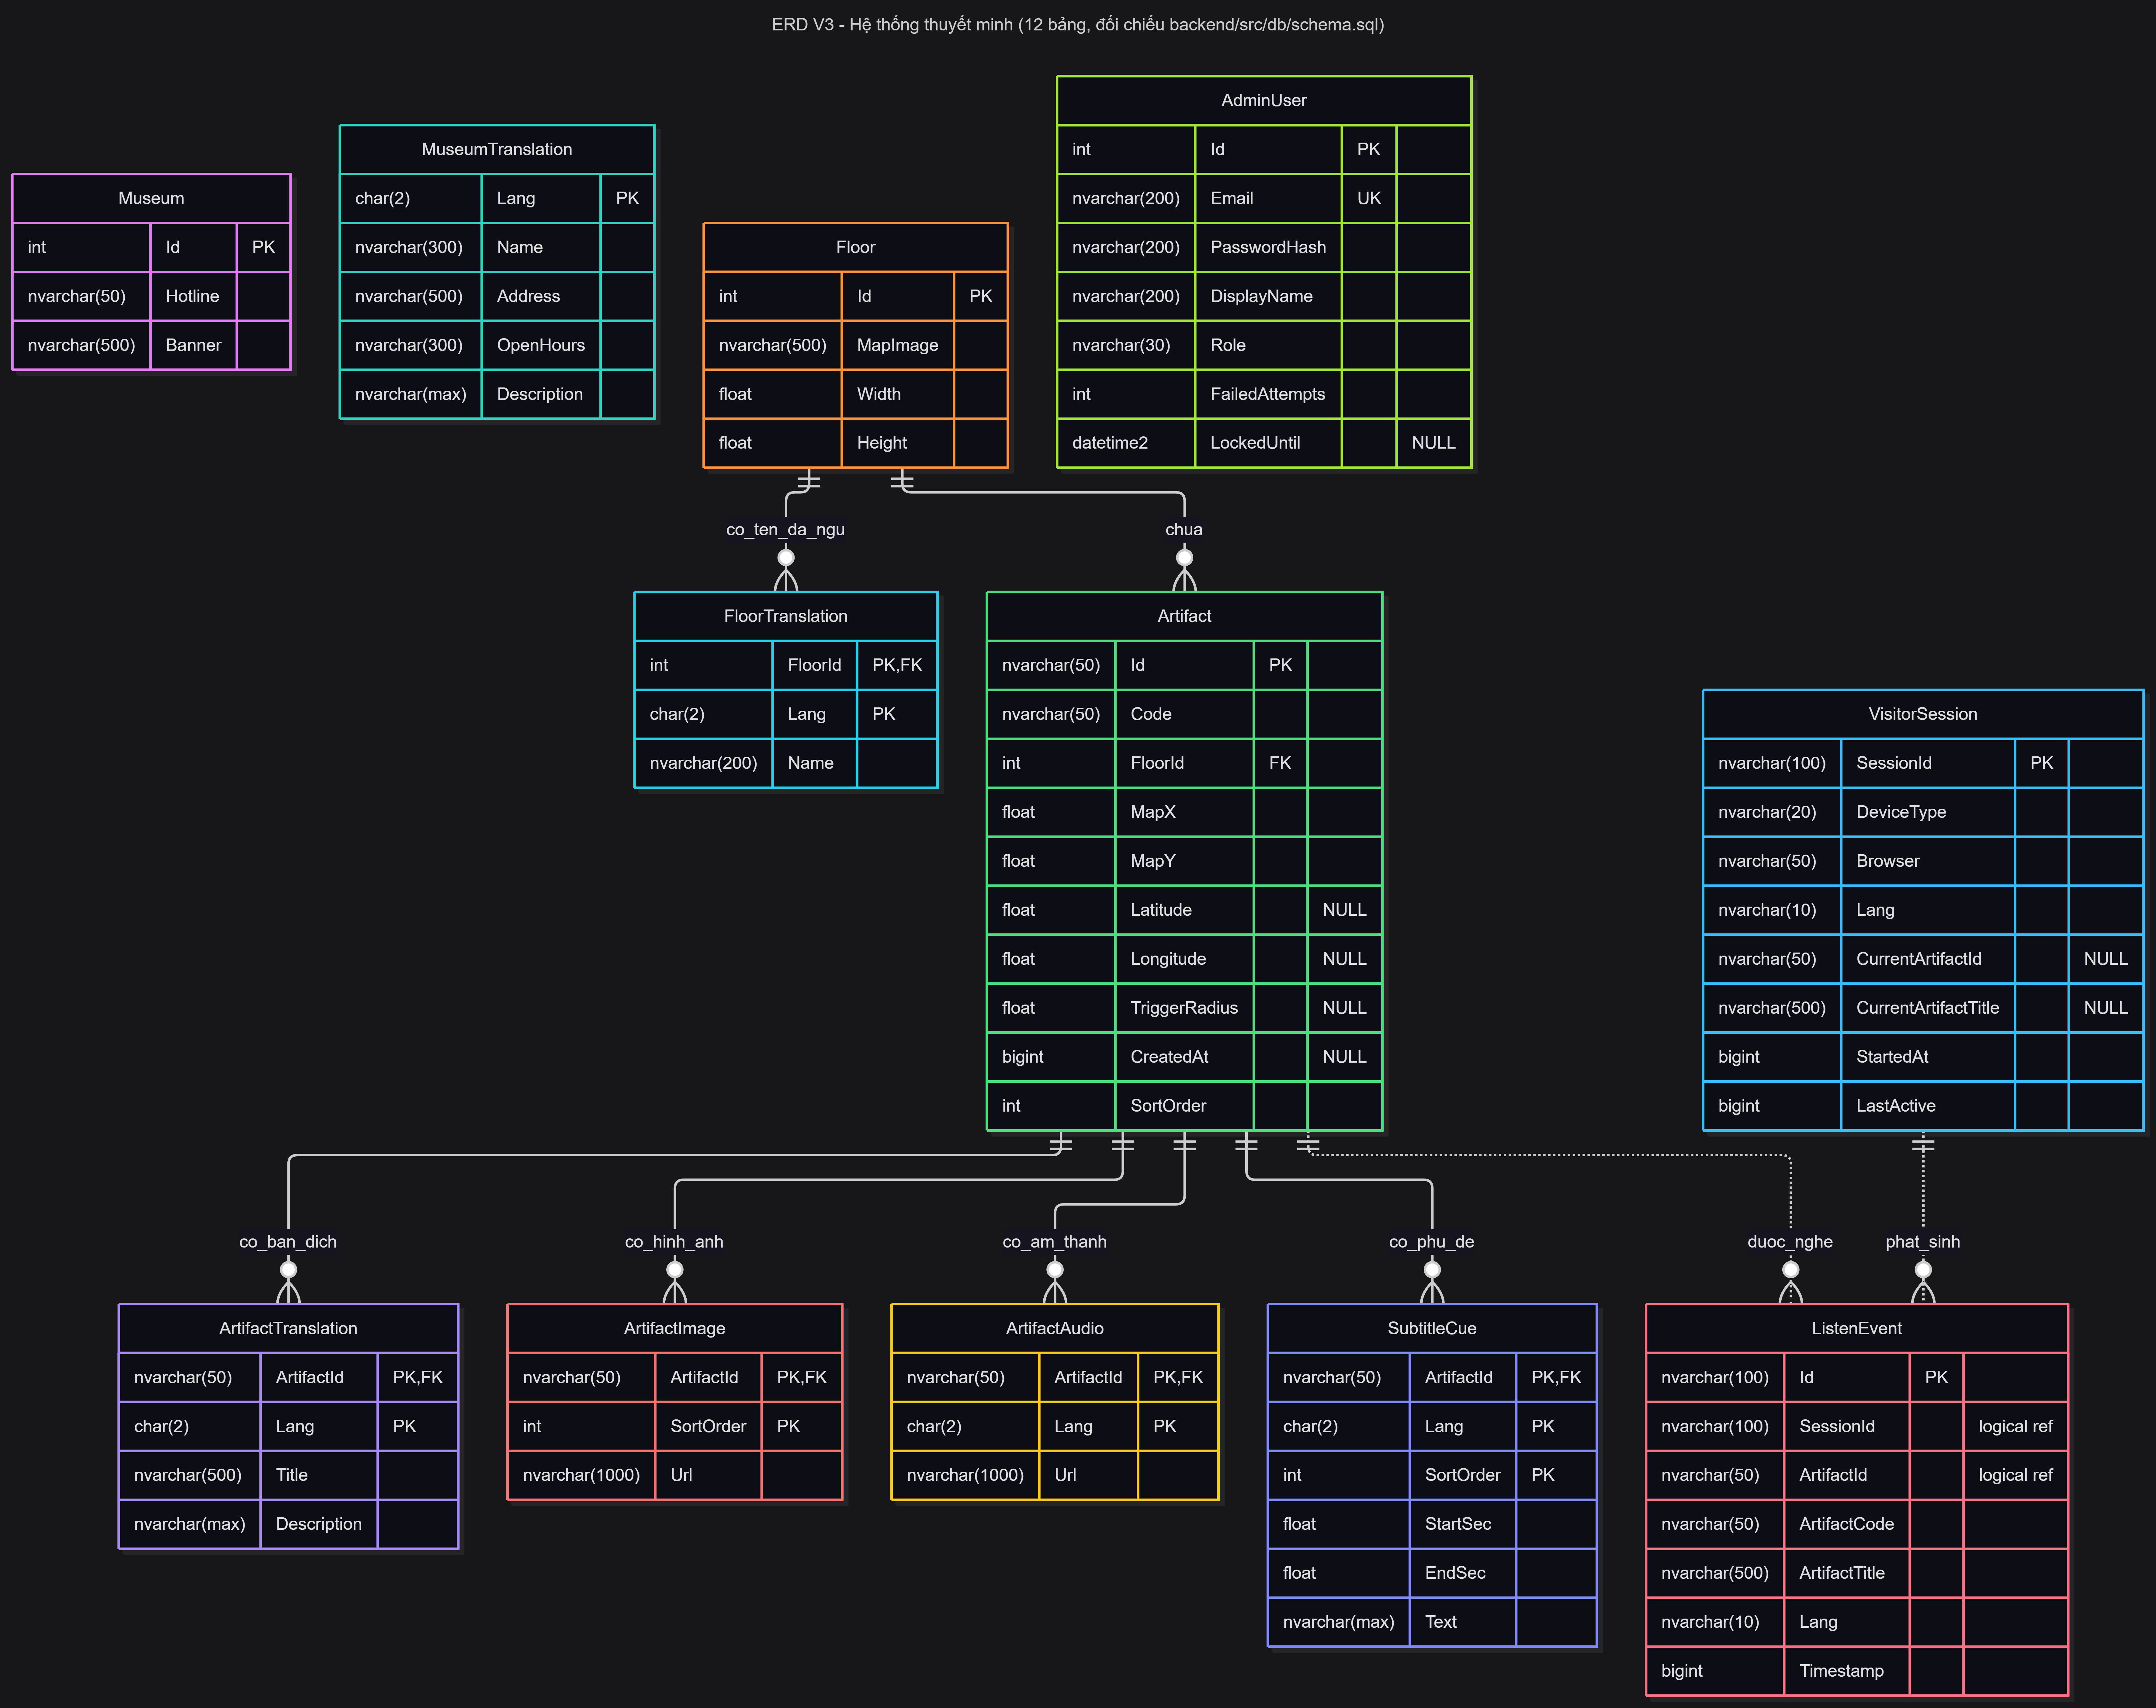 ERD V3 - Hệ thống thuyết minh (12 bảng, đối chiếu backend/src/db/schema.sql)
Museum
int Id PK
nvarchar(50) Hotline
nvarchar(500) Banner
MuseumTranslation
char(2) Lang PK
nvarchar(300) Name
nvarchar(500) Address
nvarchar(300) OpenHours
nvarchar(max) Description
Floor
int Id PK
nvarchar(500) MapImage
float Width
float Height
AdminUser
int Id PK
nvarchar(200) Email UK
nvarchar(200) PasswordHash
nvarchar(200) DisplayName
nvarchar(30) Role
int FailedAttempts
datetime2 LockedUntil NULL
co_ten_da_ngu
chua
FloorTranslation
int FloorId PK,FK
char(2) Lang PK
nvarchar(200) Name
Artifact
nvarchar(50) Id PK
nvarchar(50) Code
int FloorId FK
float MapX
float MapY
float Latitude NULL
float Longitude NULL
float TriggerRadius NULL
bigint CreatedAt NULL
int SortOrder
VisitorSession
nvarchar(100) SessionId PK
nvarchar(20) DeviceType
nvarchar(50) Browser
nvarchar(10) Lang
nvarchar(50) CurrentArtifactId NULL
nvarchar(500) CurrentArtifactTitle NULL
bigint StartedAt
bigint LastActive
co_ban_dich
co_hinh_anh
co_am_thanh
co_phu_de
duoc_nghe
phat_sinh
ArtifactTranslation
nvarchar(50) ArtifactId PK,FK
char(2) Lang PK
nvarchar(500) Title
nvarchar(max) Description
ArtifactImage
nvarchar(50) ArtifactId PK,FK
int SortOrder PK
nvarchar(1000) Url
ArtifactAudio
nvarchar(50) ArtifactId PK,FK
char(2) Lang PK
nvarchar(1000) Url
SubtitleCue
nvarchar(50) ArtifactId PK,FK
char(2) Lang PK
int SortOrder PK
float StartSec
float EndSec
nvarchar(max) Text
ListenEvent
nvarchar(100) Id PK
nvarchar(100) SessionId logical ref
nvarchar(50) ArtifactId logical ref
nvarchar(50) ArtifactCode
nvarchar(500) ArtifactTitle
nvarchar(10) Lang
bigint Timestamp